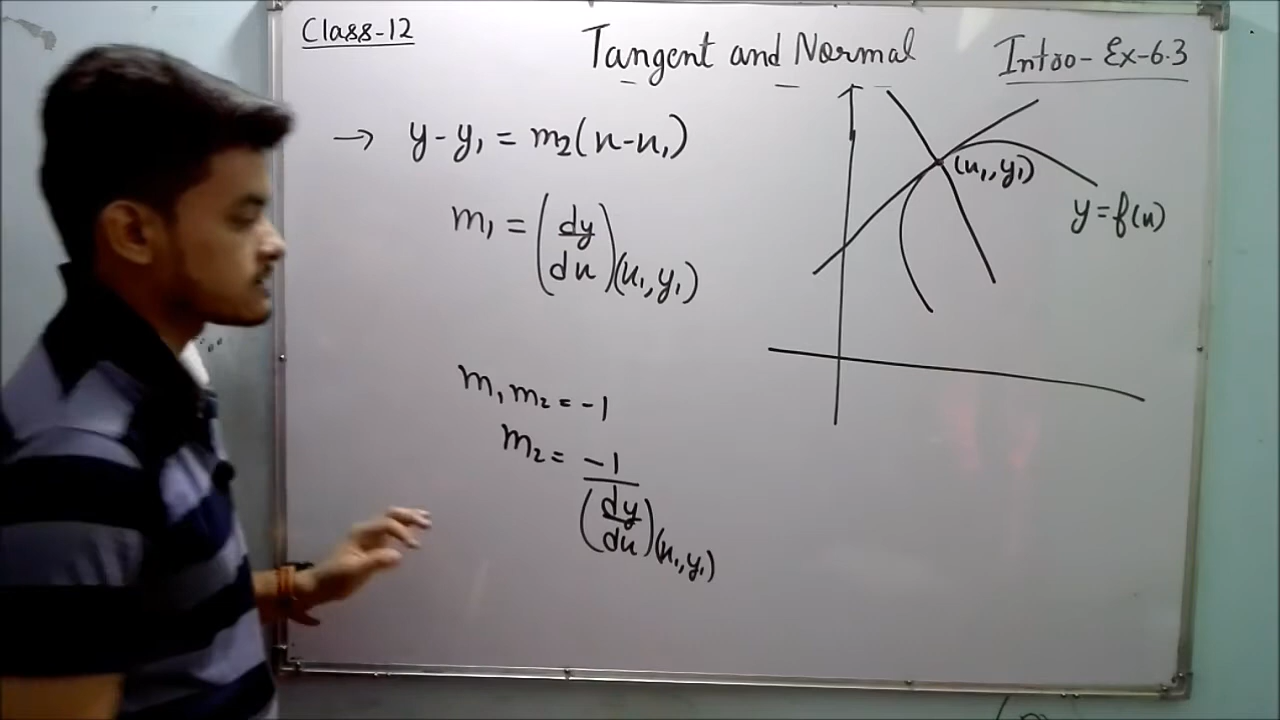 Class-12
Tangent and Normal
Intro- Ex-6.3
→ y-y₁ = m₂(x-x₁)
m₁ = (dy/dx)(x₁,y₁)
m₁m₂ = -1
m₂ = -1/(dy/dx)(x₁,y₁)
(x₁,y₁)
y=f(x)